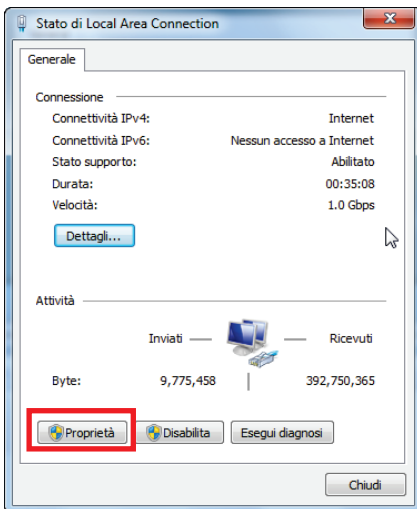 Stato di Local Area Connection
Generale
Connessione
Connettività IPv4: Internet
Connettività IPv6: Nessun accesso a Internet
Stato supporto: Abilitato
Durata: 00:35:08
Velocità: 1.0 Gbps
Dettagli...
Attività
Inviati Ricevuti
Byte: 9,775,458 392,750,365
Proprietà Disabilita Esegui diagnosi
Chiudi